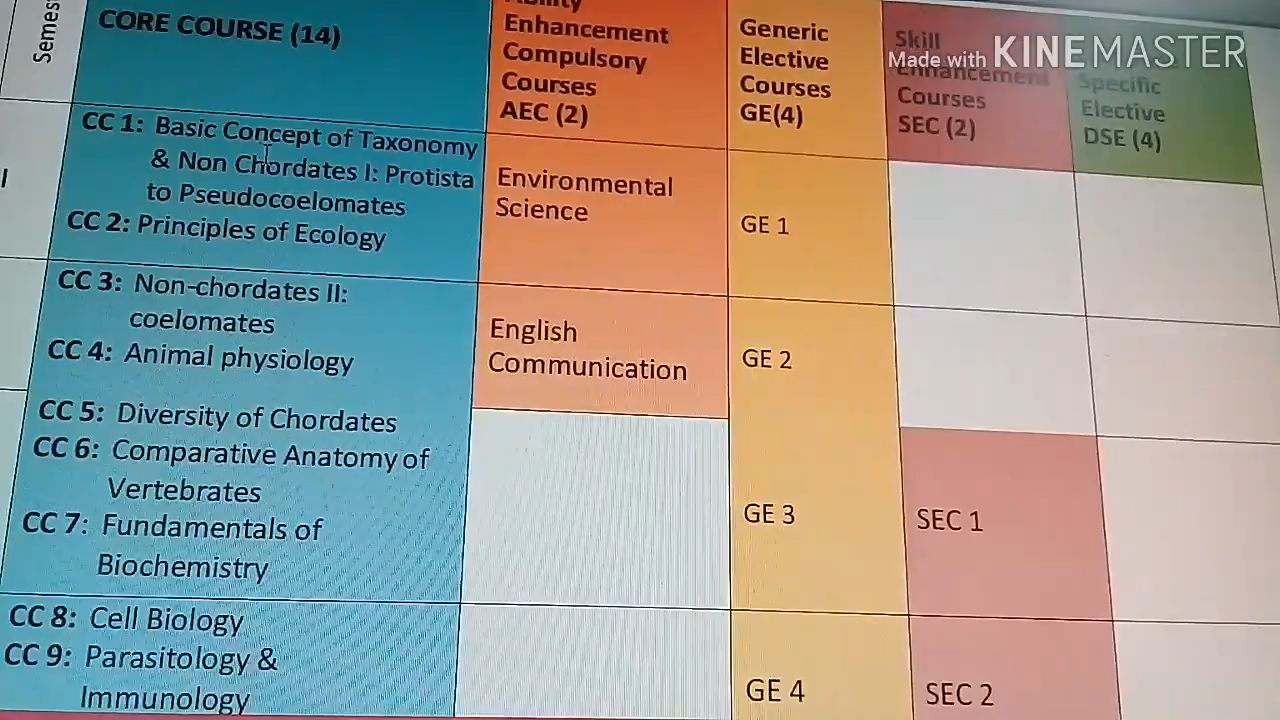 Semes
CORE COURSE (14)
Enhancement
Compulsory
Courses
AEC (2)
Generic
Elective
Courses
GE(4)
Skill
Enhancement
Courses
SEC (2)
Specific
Elective
DSE (4)
Made with KINEMASTER
I
CC 1: Basic Concept of Taxonomy
& Non Chordates I: Protista
to Pseudocoelomates
CC 2: Principles of Ecology
Environmental
Science
GE 1
CC 3: Non-chordates II:
coelomates
CC 4: Animal physiology
English
Communication
GE 2
CC 5: Diversity of Chordates
CC 6: Comparative Anatomy of
Vertebrates
CC 7: Fundamentals of
Biochemistry
GE 3
SEC 1
CC 8: Cell Biology
CC 9: Parasitology &
Immunology
GE 4
SEC 2